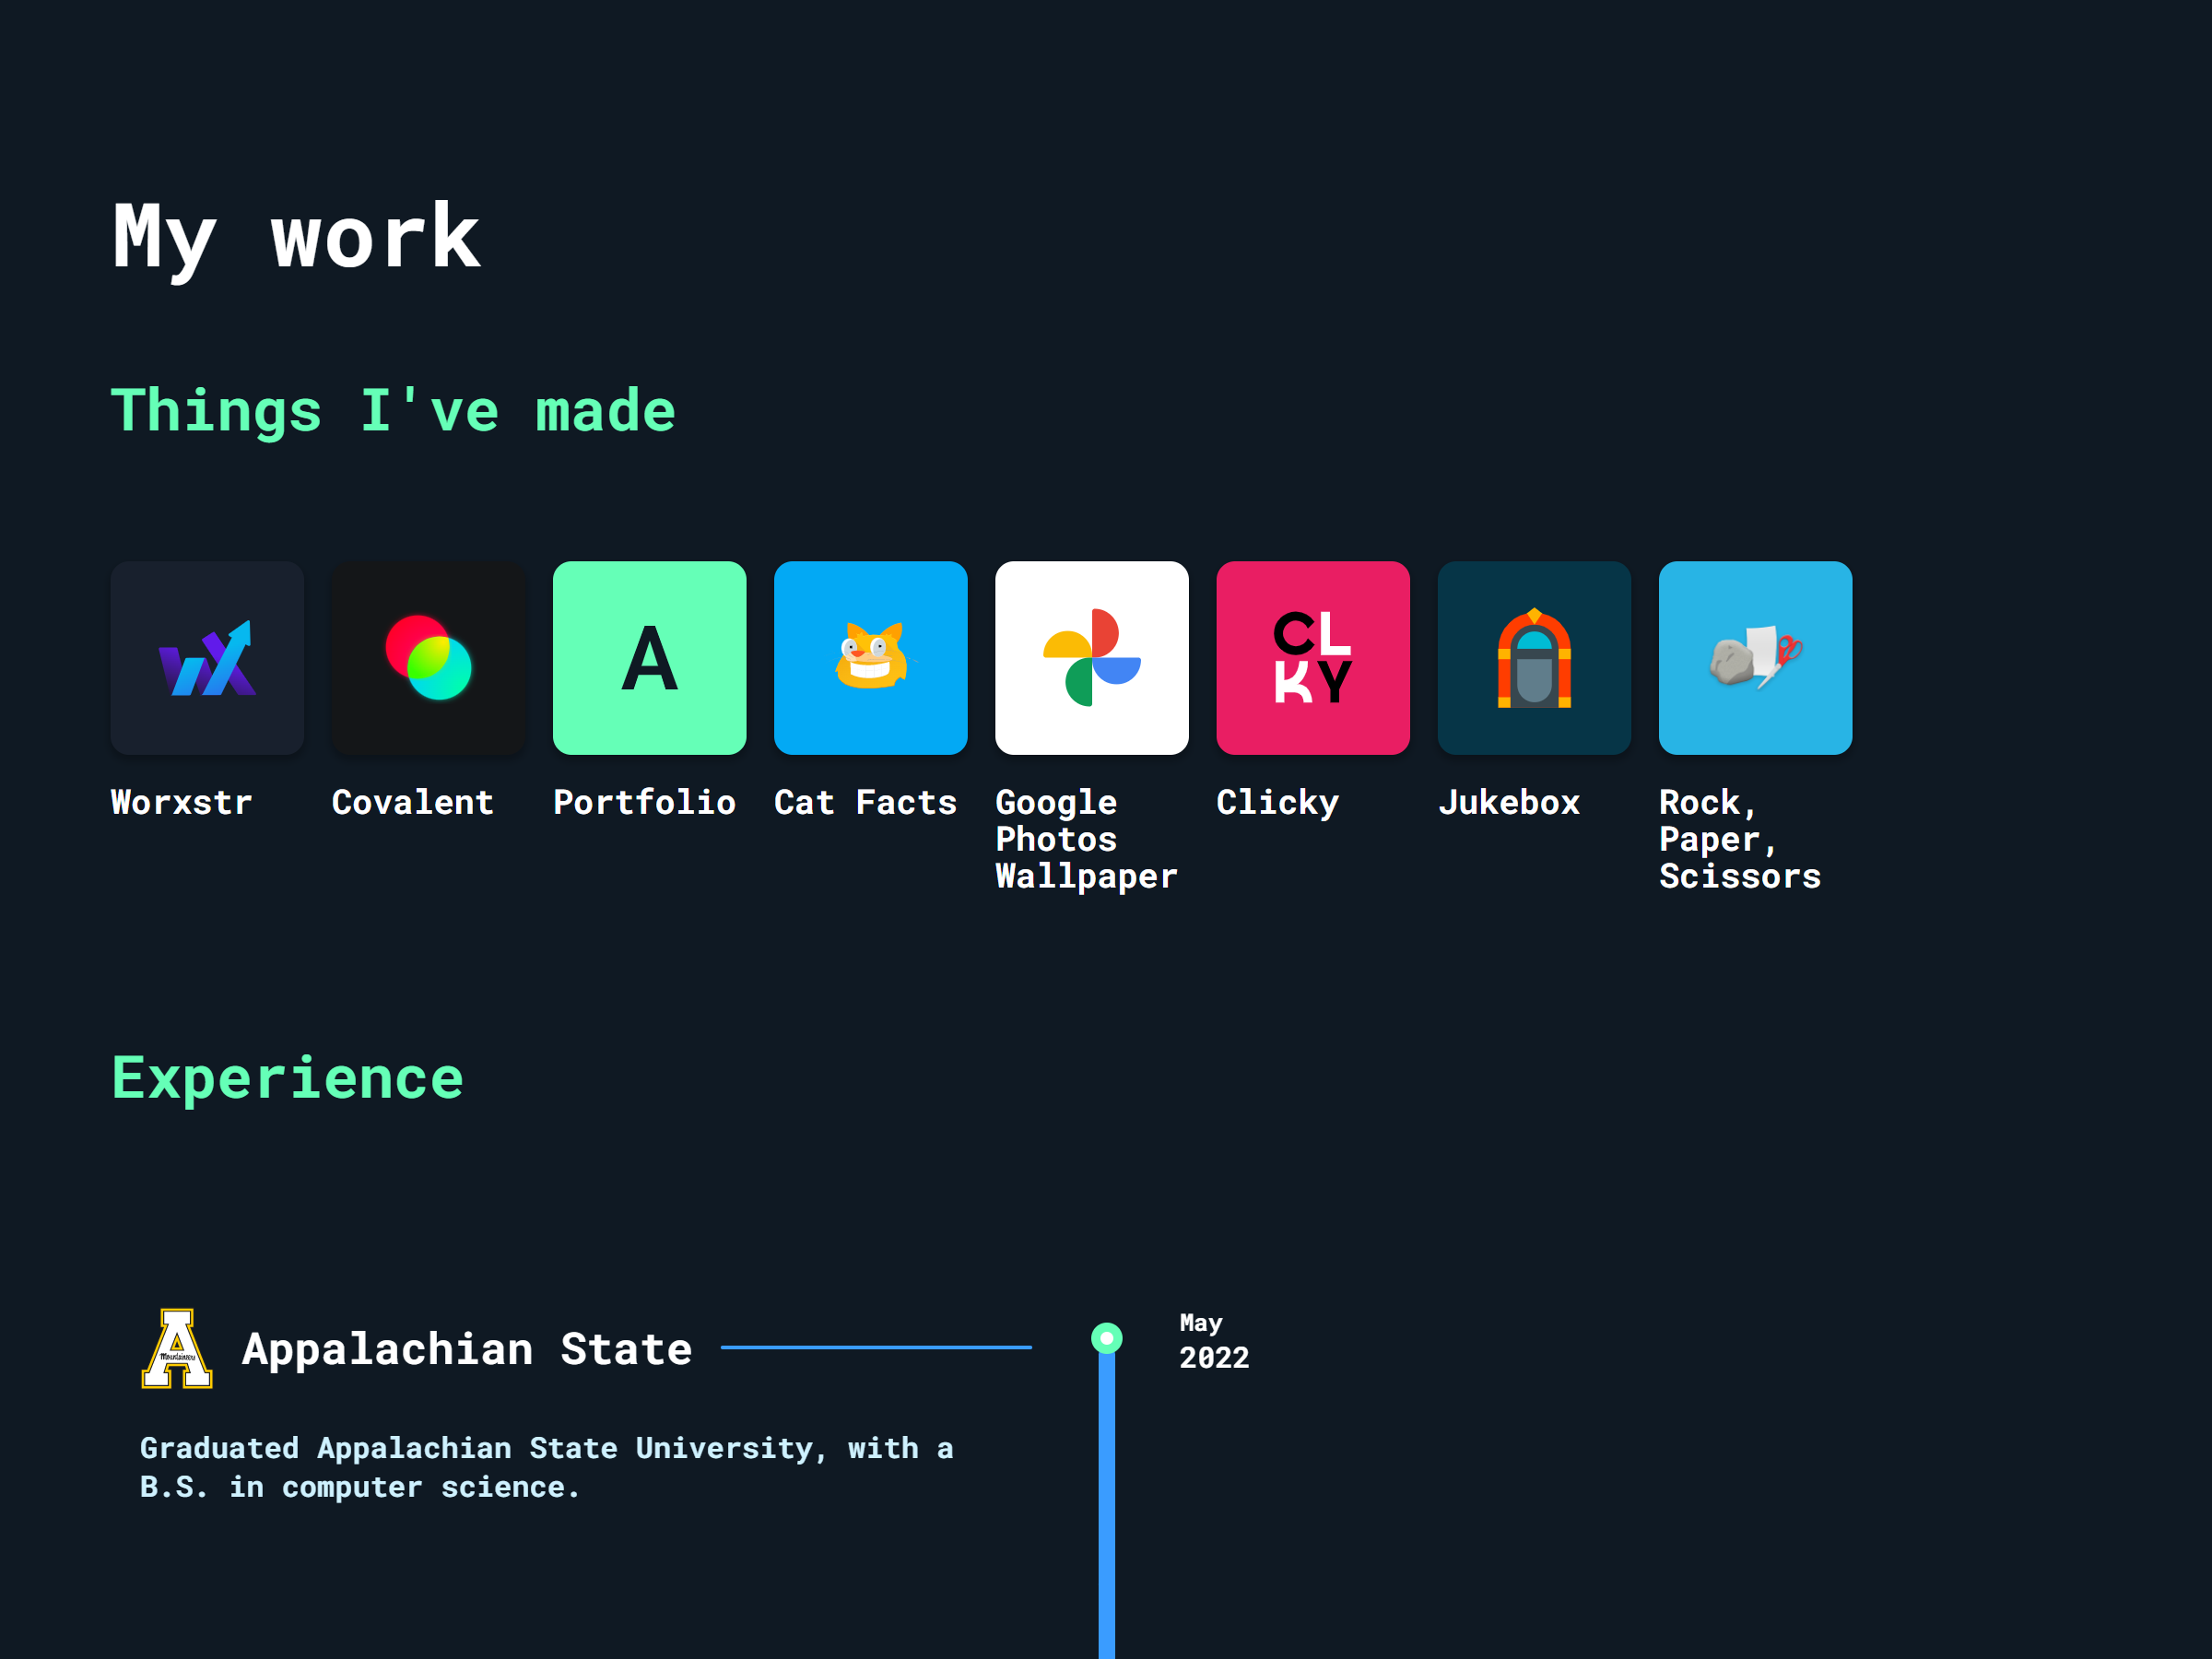 My work
Things I've made
A
CL
KY
Worxstr
Covalent
Portfolio
Cat Facts
Google
Photos
Wallpaper
Clicky
Jukebox
Rock,
Paper,
Scissors
Experience
Appalachian State
May
2022
Graduated Appalachian State University, with a
B.S. in computer science.